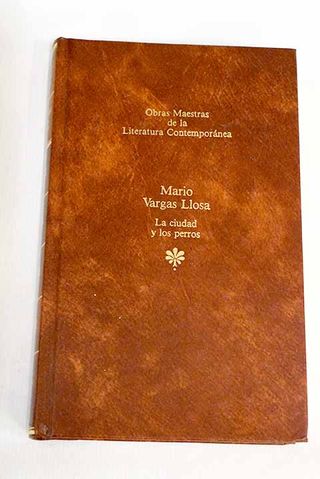 Obras Maestras
de la
Literatura Contemporánea
Mario
Vargas Llosa
La ciudad
y los perros